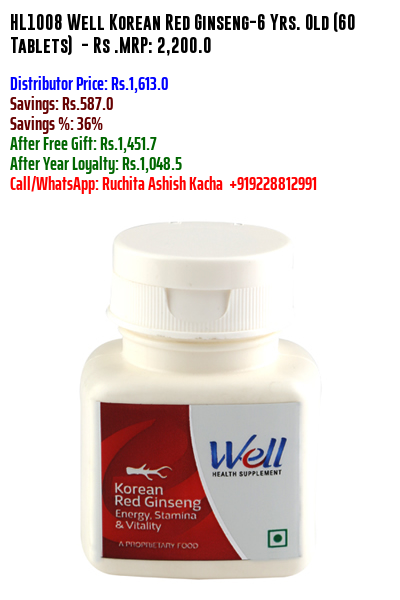 HL1008 Well Korean Red Ginseng-6 Yrs. Old (60
Tablets) - Rs .MRP: 2,200.0
Distributor Price: Rs.1,613.0
Savings: Rs.587.0
Savings %: 36%
After Free Gift: Rs.1,451.7
After Year Loyalty: Rs.1,048.5
Call/WhatsApp: Ruchita Ashish Kacha +919228812991
Well
HEALTH SUPPLEMENT
Korean
Red Ginseng
Energy, Stamina
& Vitality
A PROPRIETARY FOOD